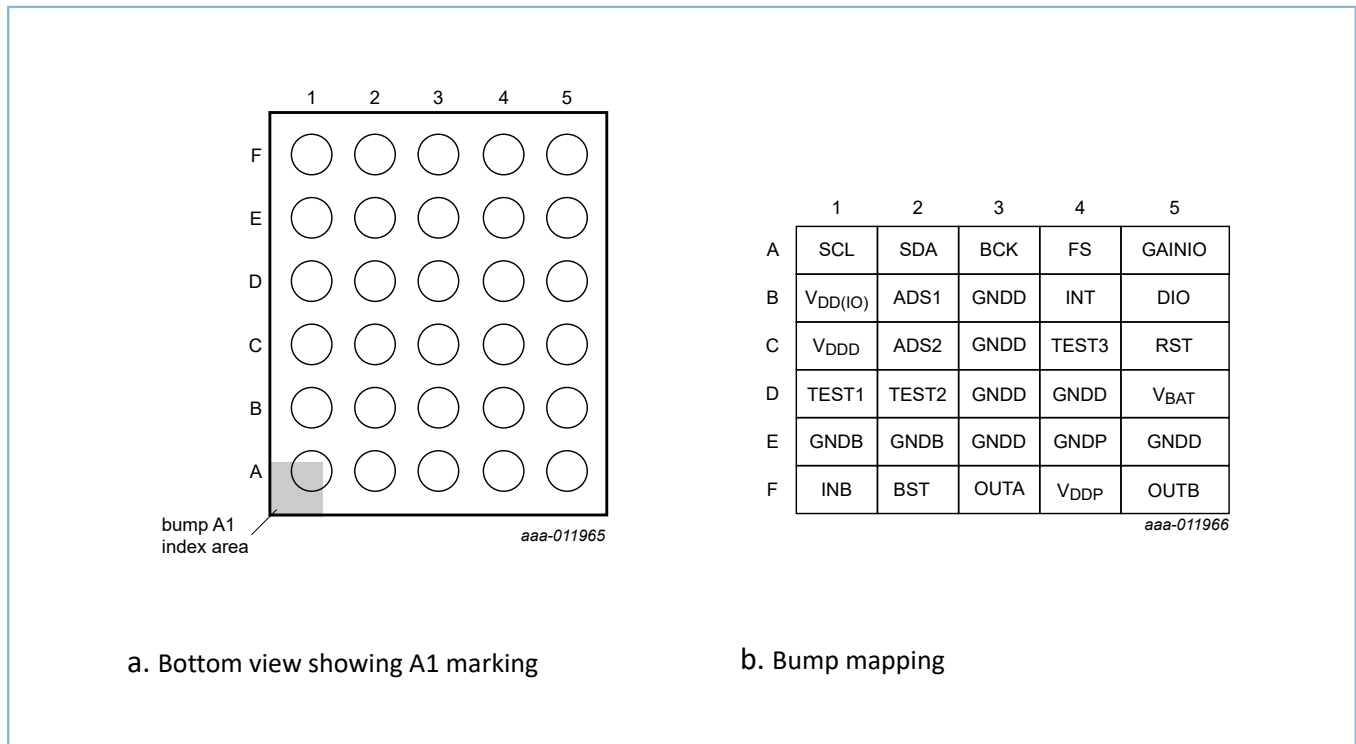 1 2 3 4 5
F
E
D
C
B
A
bump A1
index area
aaa-011965
a. Bottom view showing A1 marking
1 2 3 4 5
A SCL SDA BCK FS GAINIO
B VDD(IO) ADS1 GNDD INT DIO
C VDDD ADS2 GNDD TEST3 RST
D TEST1 TEST2 GNDD GNDD VBAT
E GNDB GNDB GNDD GNDP GNDD
F INB BST OUTA VDDP OUTB
aaa-011966
b. Bump mapping